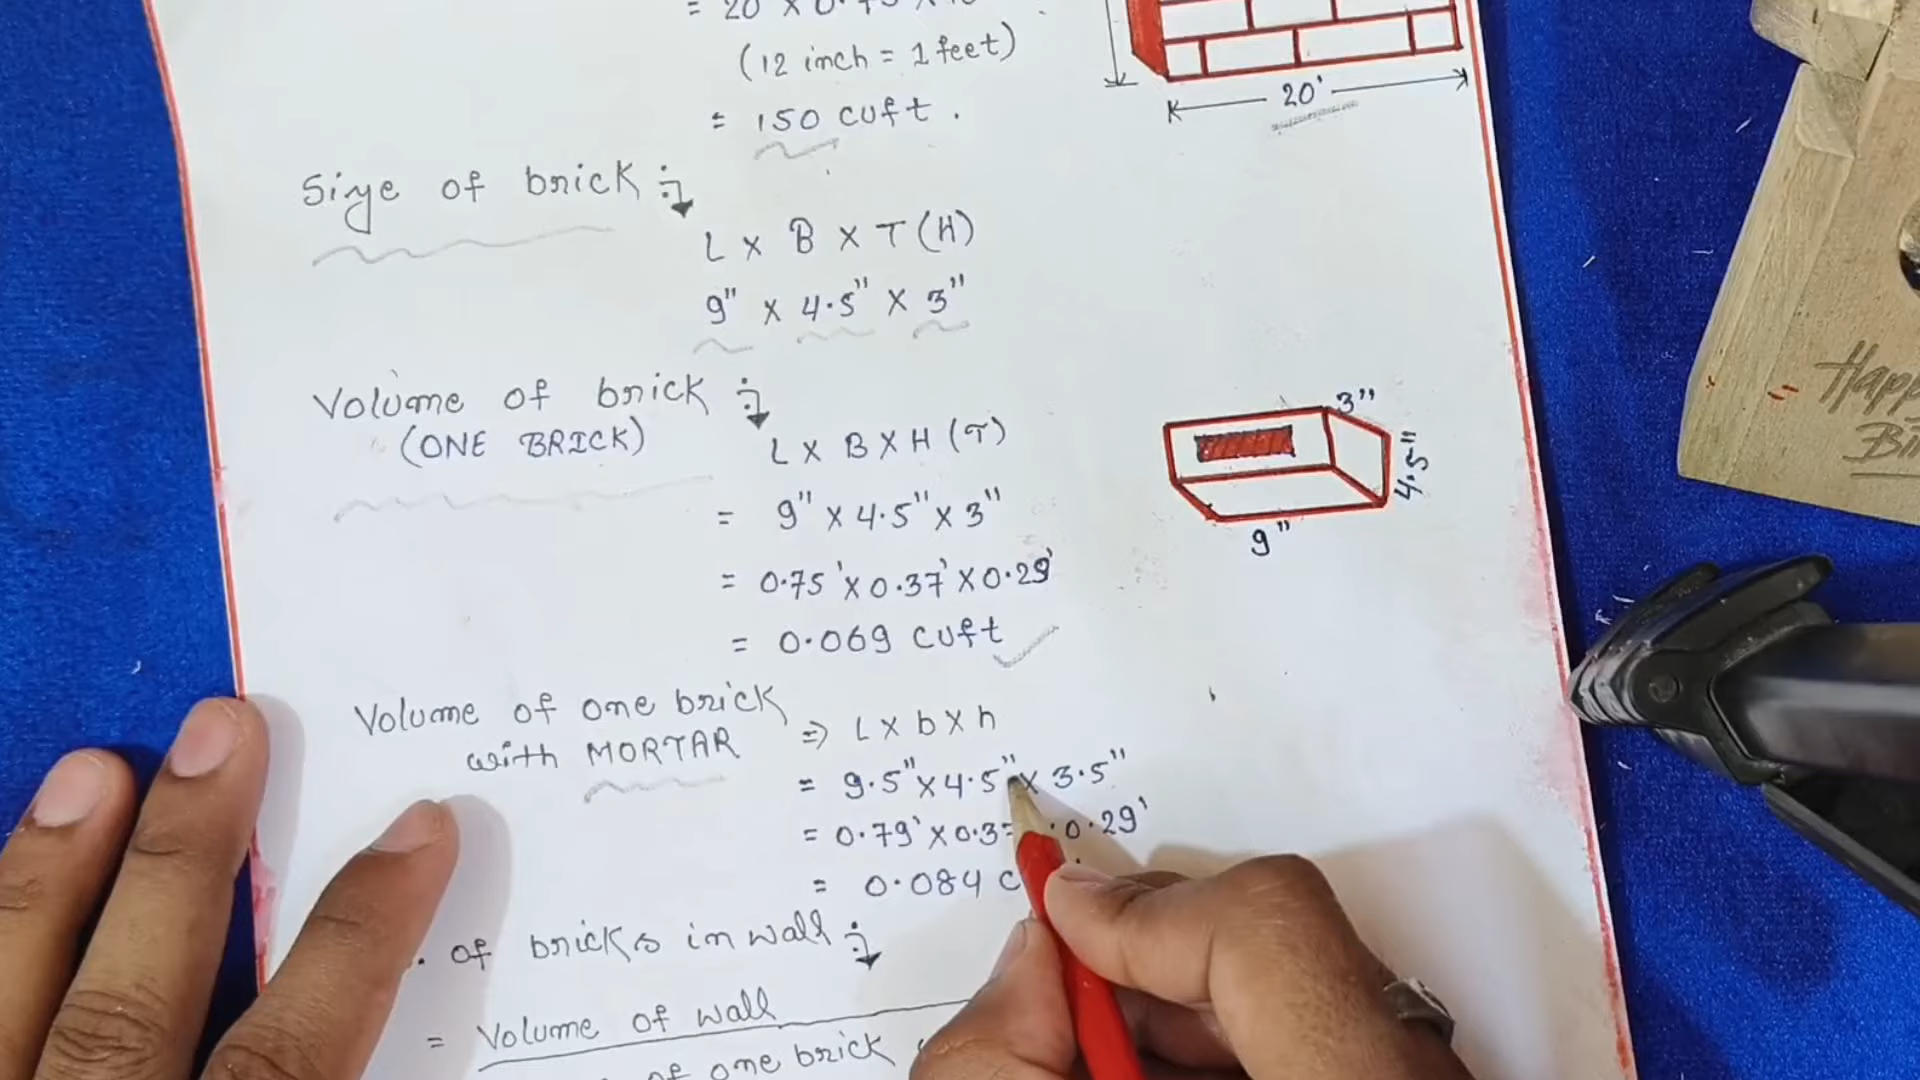 = 20
(12 inch = 1 feet)
= 150 cuft.
20'
Size of brick :
L x B x T (H)
9" x 4.5" x 3"
Volume of brick :
(ONE BRICK)
L x B x H (T)
= 9" x 4.5" x 3"
= 0.75' x 0.37' x 0.29'
= 0.069 cuft
3"
4.5"
9"
Volume of one brick
with MORTAR => L x b x h
= 9.5" x 4.5" x 3.5"
= 0.79' x 0.3 0.29'
= 0.084 c
. of bricks in wall :
= Volume of wall
of one brick
Happy